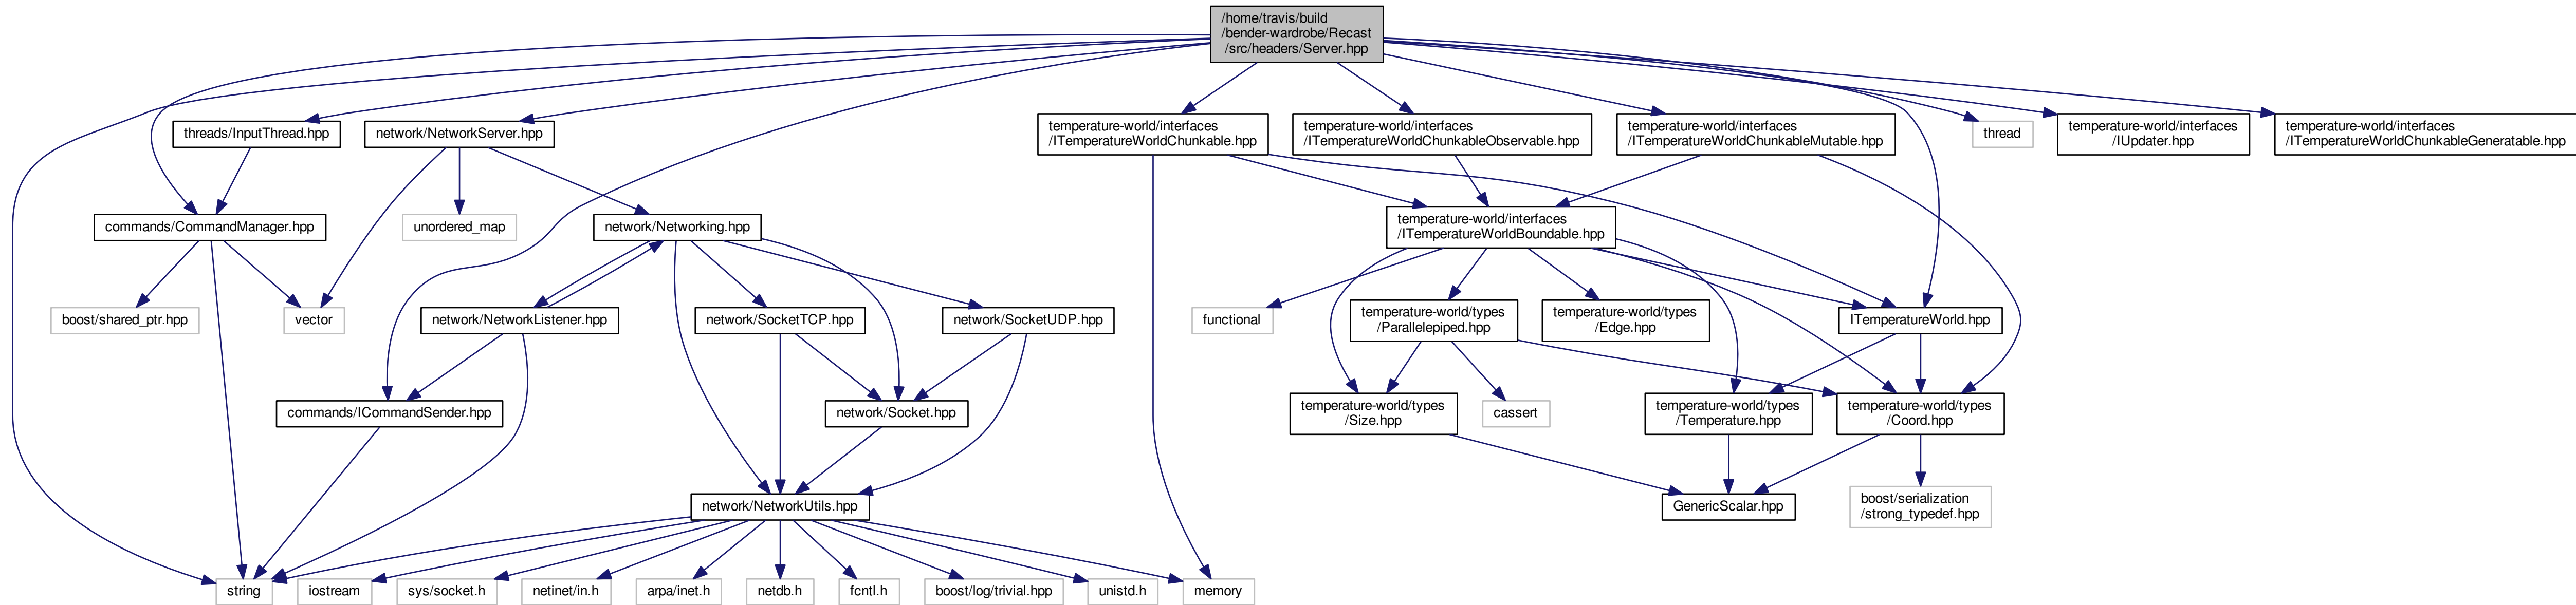 /home/travis/build
/bender-wardrobe/Recast
/src/headers/Server.hpp
threads/InputThread.hpp
network/NetworkServer.hpp
temperature-world/interfaces
/ITemperatureWorldChunkable.hpp
temperature-world/interfaces
/ITemperatureWorldChunkableObservable.hpp
temperature-world/interfaces
/ITemperatureWorldChunkableMutable.hpp
thread
temperature-world/interfaces
/IUpdater.hpp
temperature-world/interfaces
/ITemperatureWorldChunkableGeneratable.hpp
commands/CommandManager.hpp
unordered_map
network/Networking.hpp
temperature-world/interfaces
/ITemperatureWorldBoundable.hpp
boost/shared_ptr.hpp
vector
network/NetworkListener.hpp
network/SocketTCP.hpp
network/SocketUDP.hpp
functional
temperature-world/types
/Parallelepiped.hpp
temperature-world/types
/Edge.hpp
ITemperatureWorld.hpp
commands/ICommandSender.hpp
network/Socket.hpp
temperature-world/types
/Size.hpp
cassert
temperature-world/types
/Temperature.hpp
temperature-world/types
/Coord.hpp
network/NetworkUtils.hpp
GenericScalar.hpp
boost/serialization
/strong_typedef.hpp
string
iostream
sys/socket.h
netinet/in.h
arpa/inet.h
netdb.h
fcntl.h
boost/log/trivial.hpp
unistd.h
memory